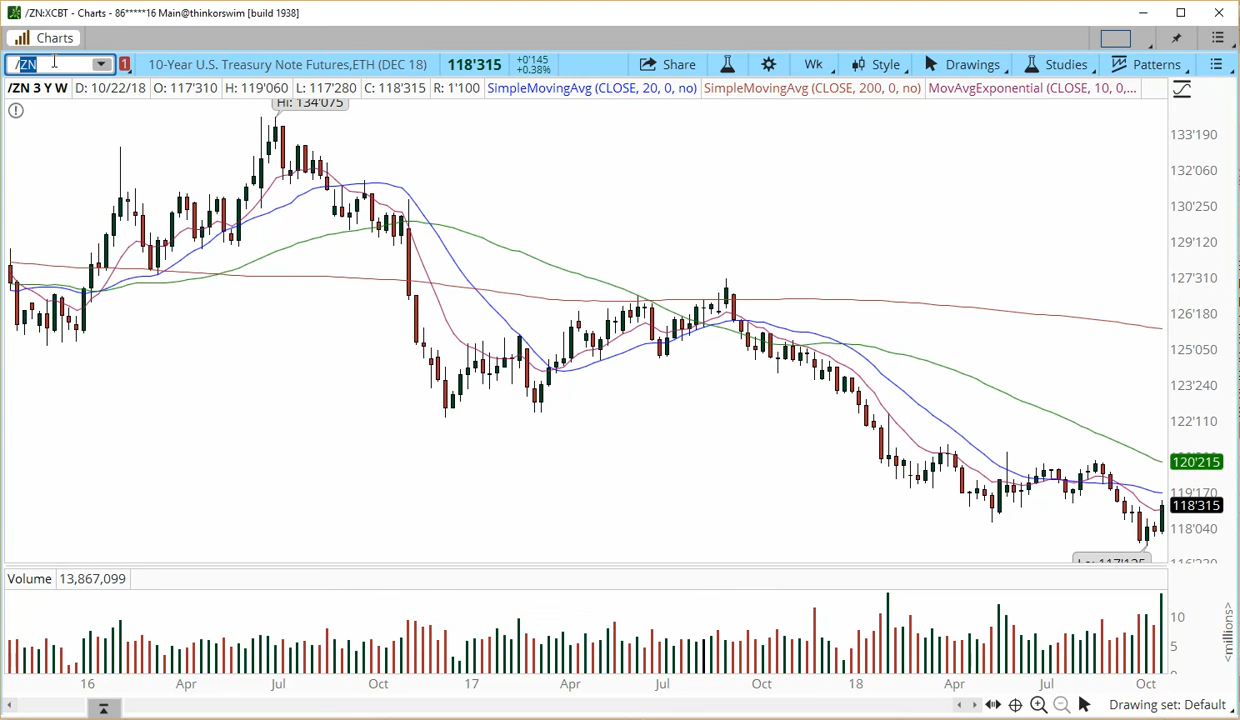 /ZN:XCBT - Charts - 86*****16 Main@thinkorswim [build 1938]
Charts
/ZN 1 10-Year U.S. Treasury Note Futures,ETH (DEC 18) 118'315 +0'145 +0.38% Share Wk Style Drawings Studies Patterns
/ZN 3 Y W D: 10/22/18 O: 117'310 H: 119'060 L: 117'280 C: 118'315 R: 1'100 SimpleMovingAvg (CLOSE, 20, 0, no) SimpleMovingAvg (CLOSE, 200, 0, no) MovAvgExponential (CLOSE, 10, 0,...
Hi: 134'075
133'190
132'060
130'250
129'120
127'310
126'180
125'050
123'240
122'110
120'215
119'170
118'315
118'040
Volume 13,867,099
10
5
0
<millions>
16 Apr Jul Oct 17 Apr Jul Oct 18 Apr Jul Oct
Drawing set: Default